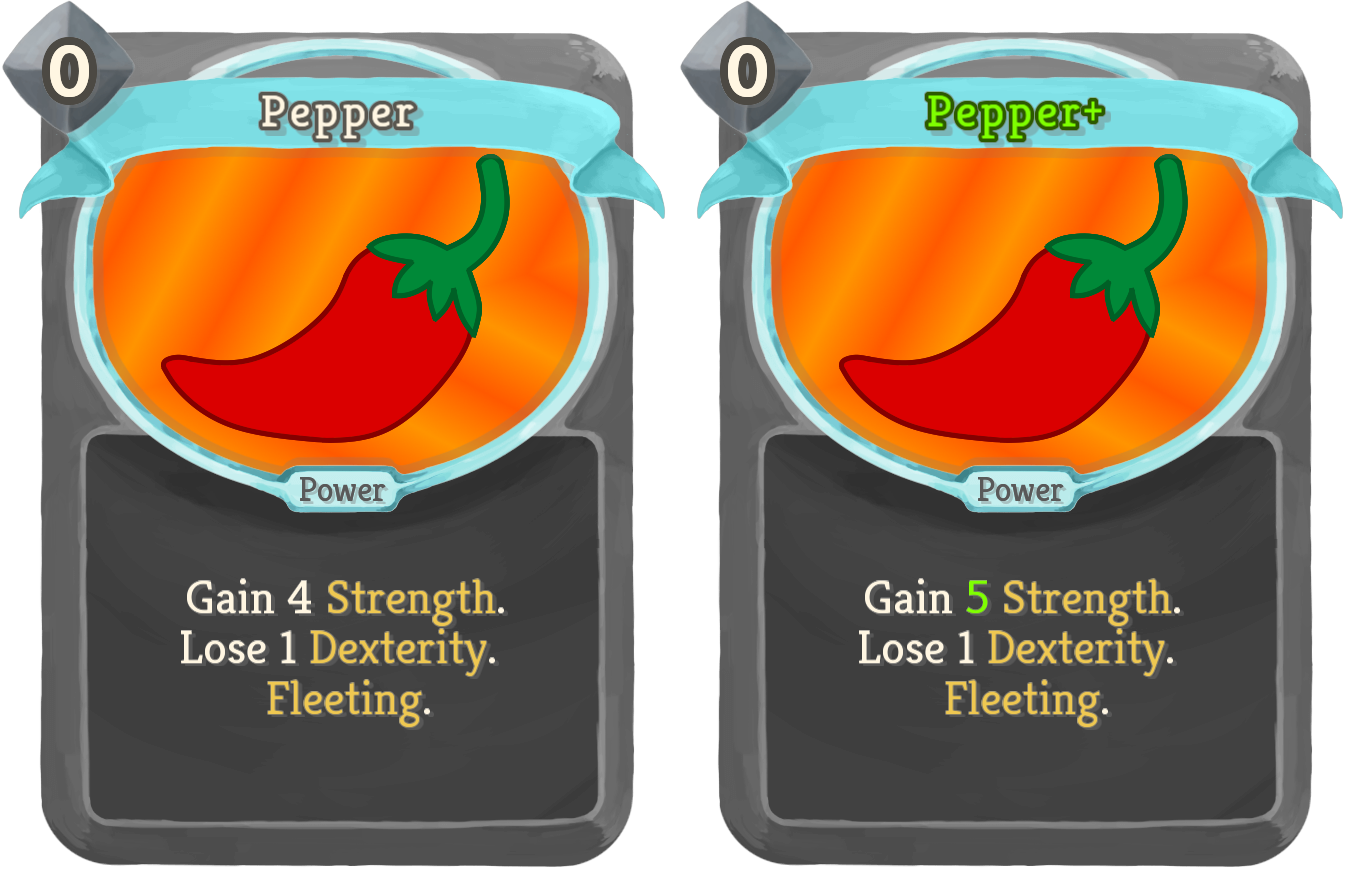 0
Pepper
Power
Gain 4 Strength.
Lose 1 Dexterity.
Fleeting.
0
Pepper+
Power
Gain 5 Strength.
Lose 1 Dexterity.
Fleeting.